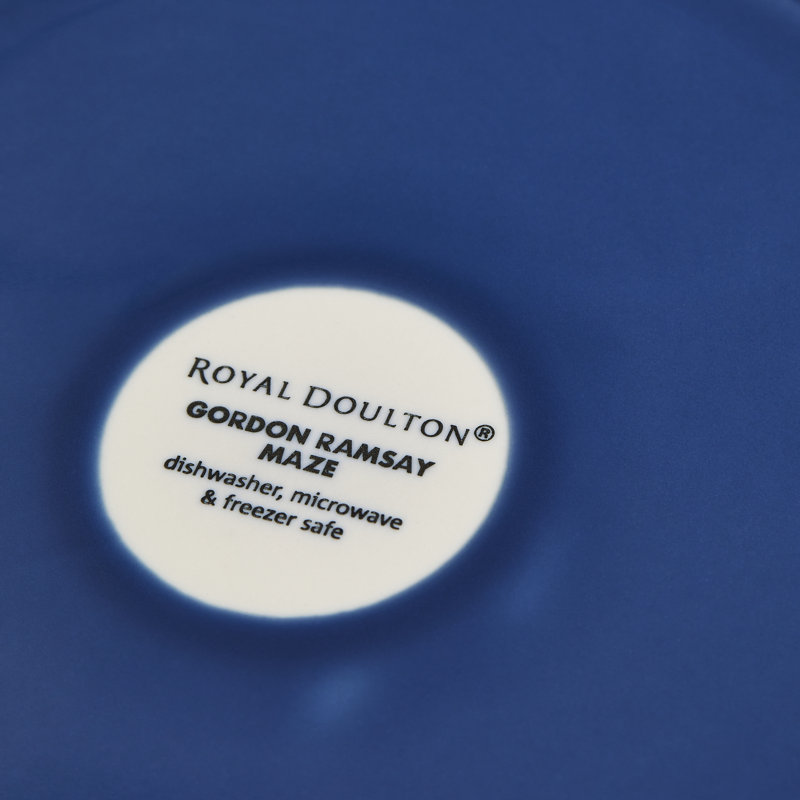 ROYAL DOULTON®
GORDON RAMSAY
MAZE
dishwasher, microwave
& freezer safe